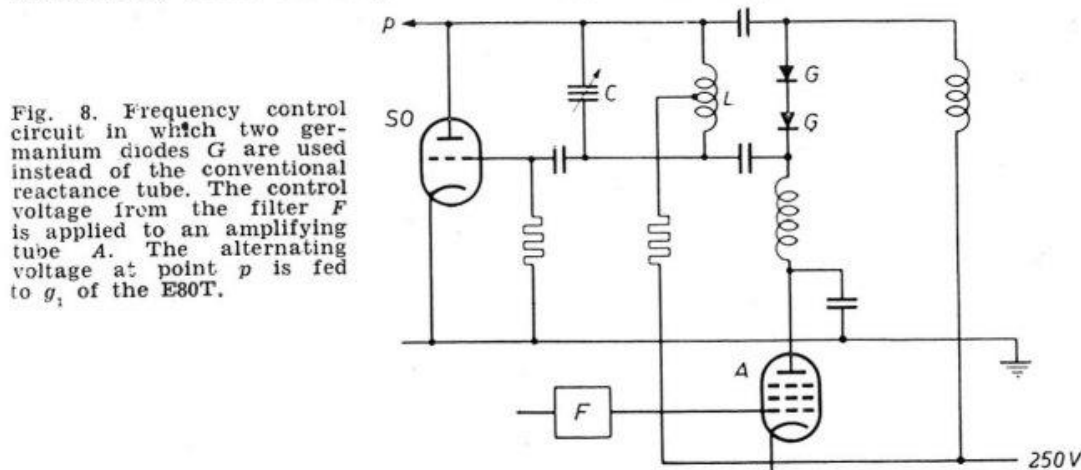 Fig. 8. Frequency control
circuit in which two ger-
manium diodes G are used
instead of the conventional
reactance tube. The control
voltage from the filter F
is applied to an amplifying
tube A. The alternating
voltage at point p is fed
to g₁ of the E80T.
p
SO
C
L
G
G
A
F
250 V